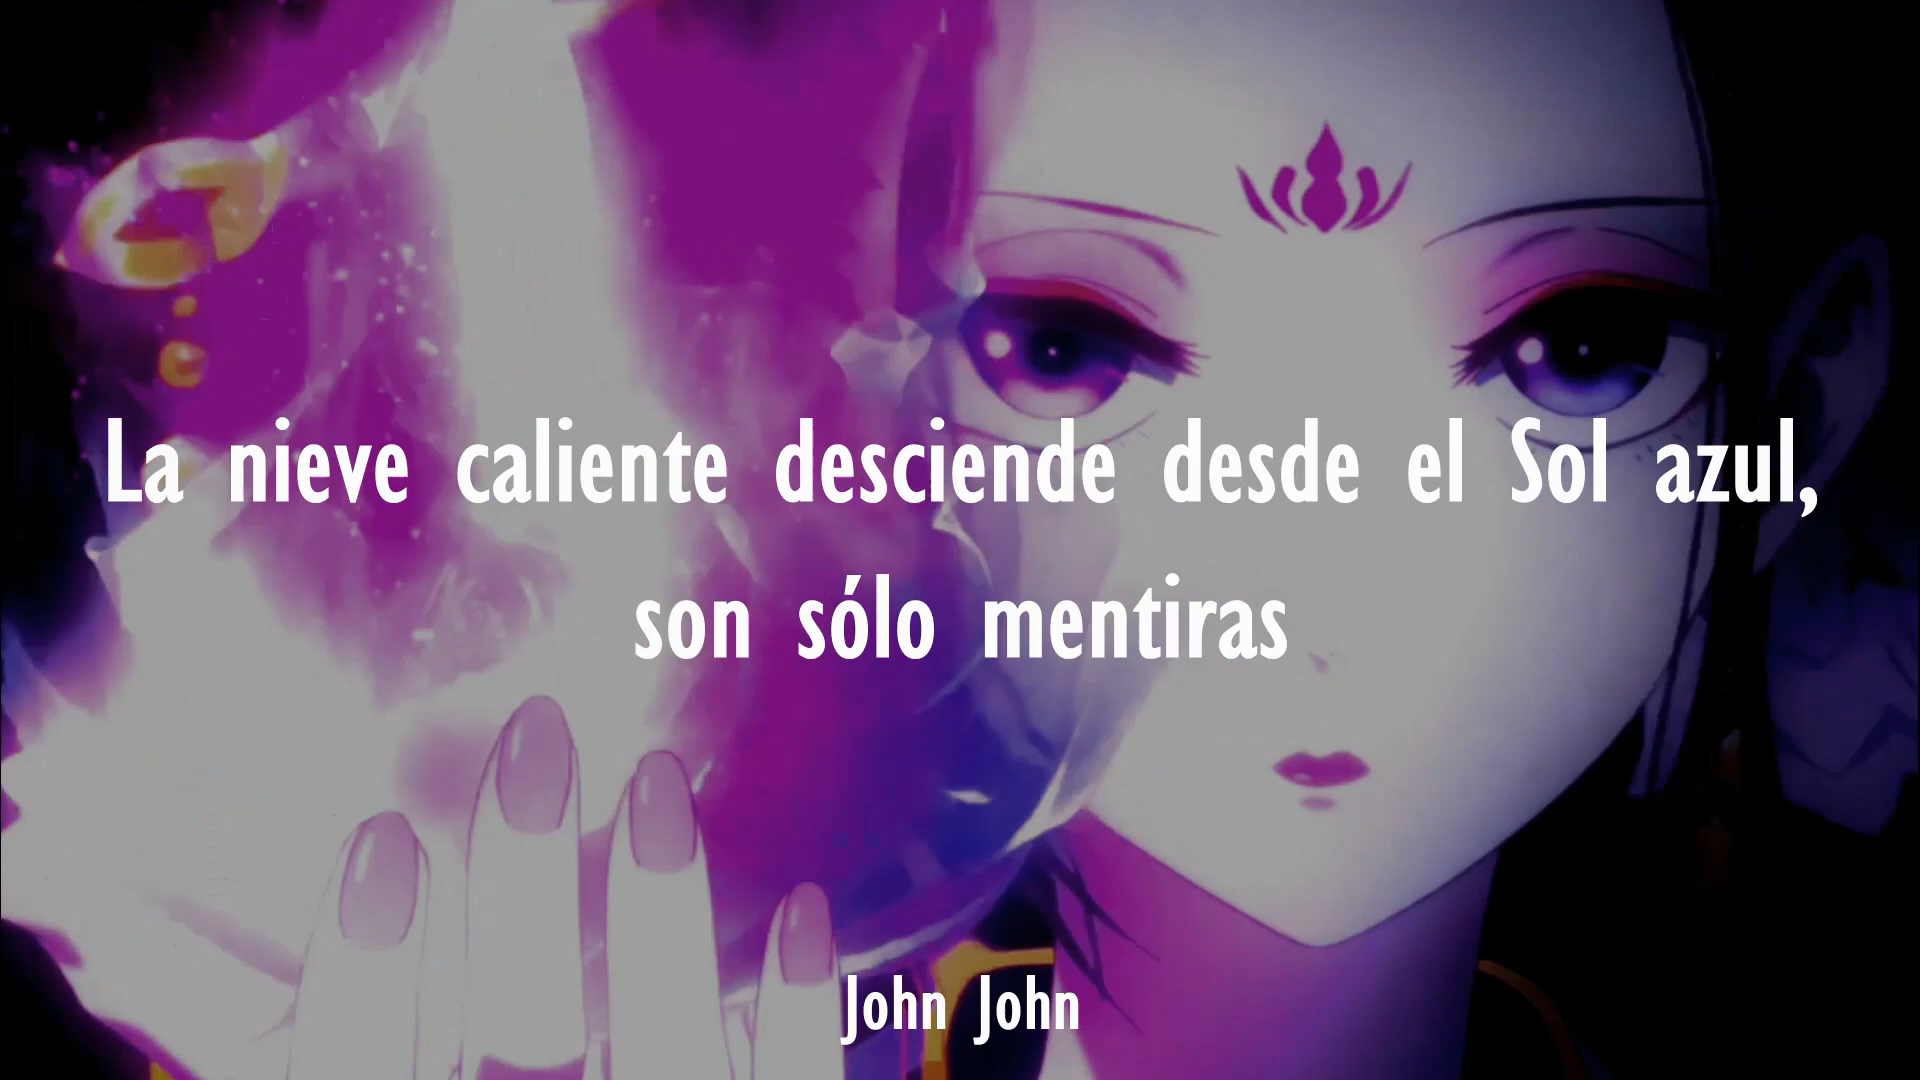 La nieve caliente desciende desde el Sol azul,
son sólo mentiras
John John